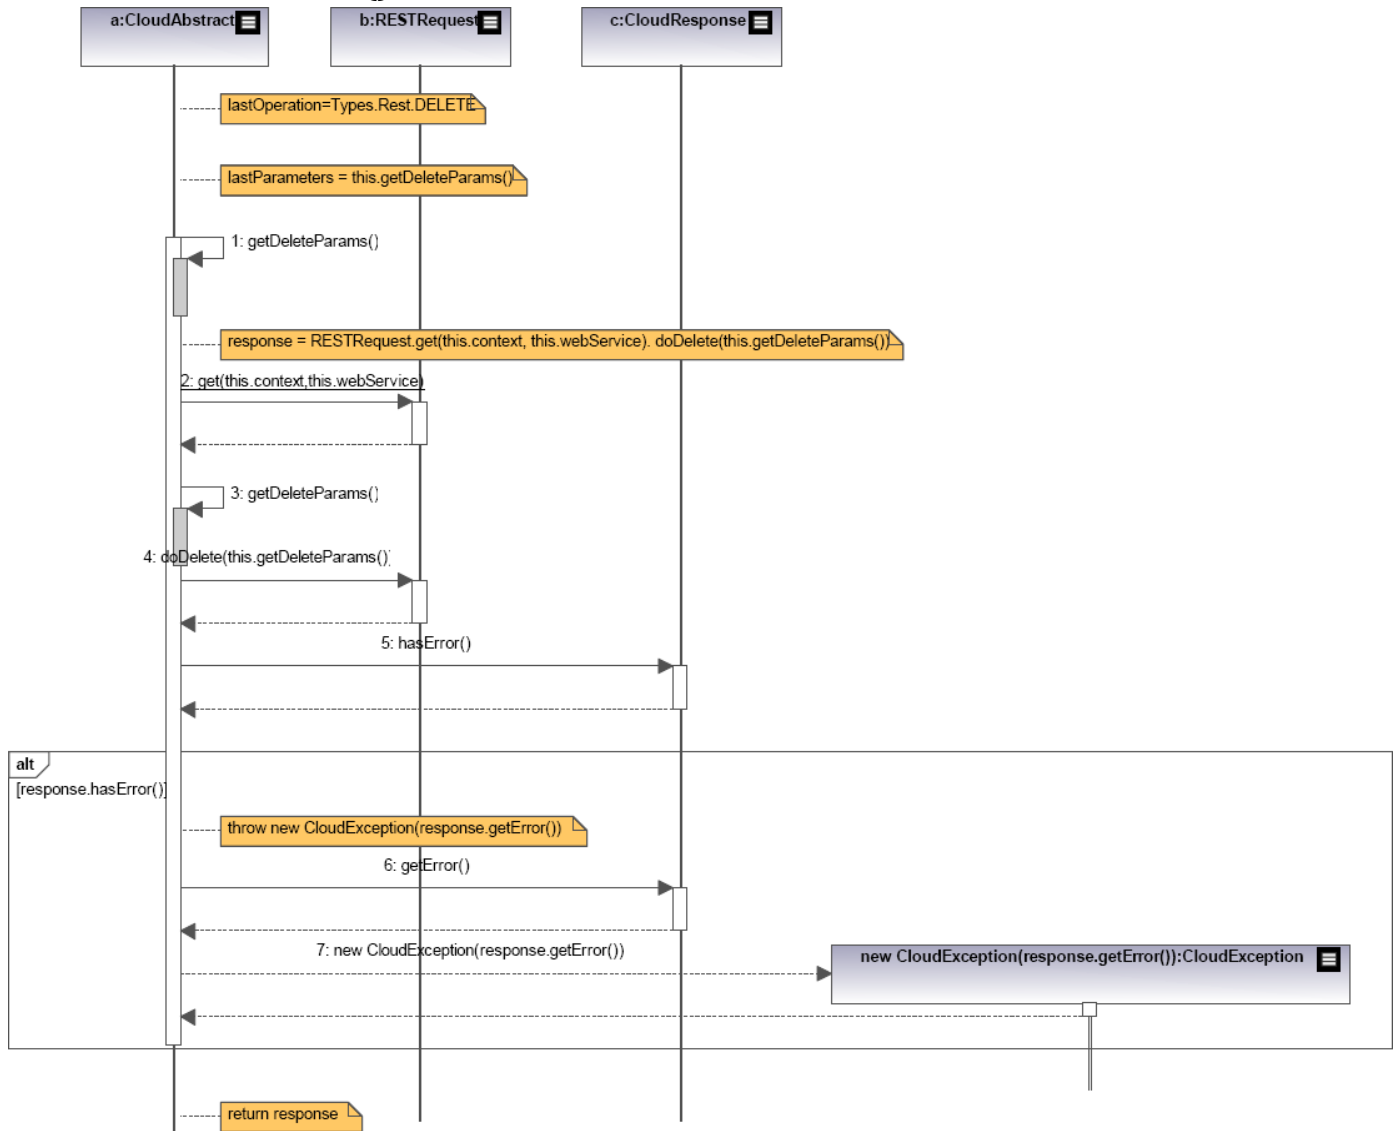 a:CloudAbstract
b:RESTRequest
c:CloudResponse
lastOperation=Types.Rest.DELETE
lastParameters = this.getDeleteParams()
1: getDeleteParams()
response = RESTRequest.get(this.context, this.webService). doDelete(this.getDeleteParams())
2: get(this.context,this.webService)
3: getDeleteParams()
4: doDelete(this.getDeleteParams())
5: hasError()
alt
[response.hasError()]
throw new CloudException(response.getError())
6: getError()
7: new CloudException(response.getError())
new CloudException(response.getError()):CloudException
return response